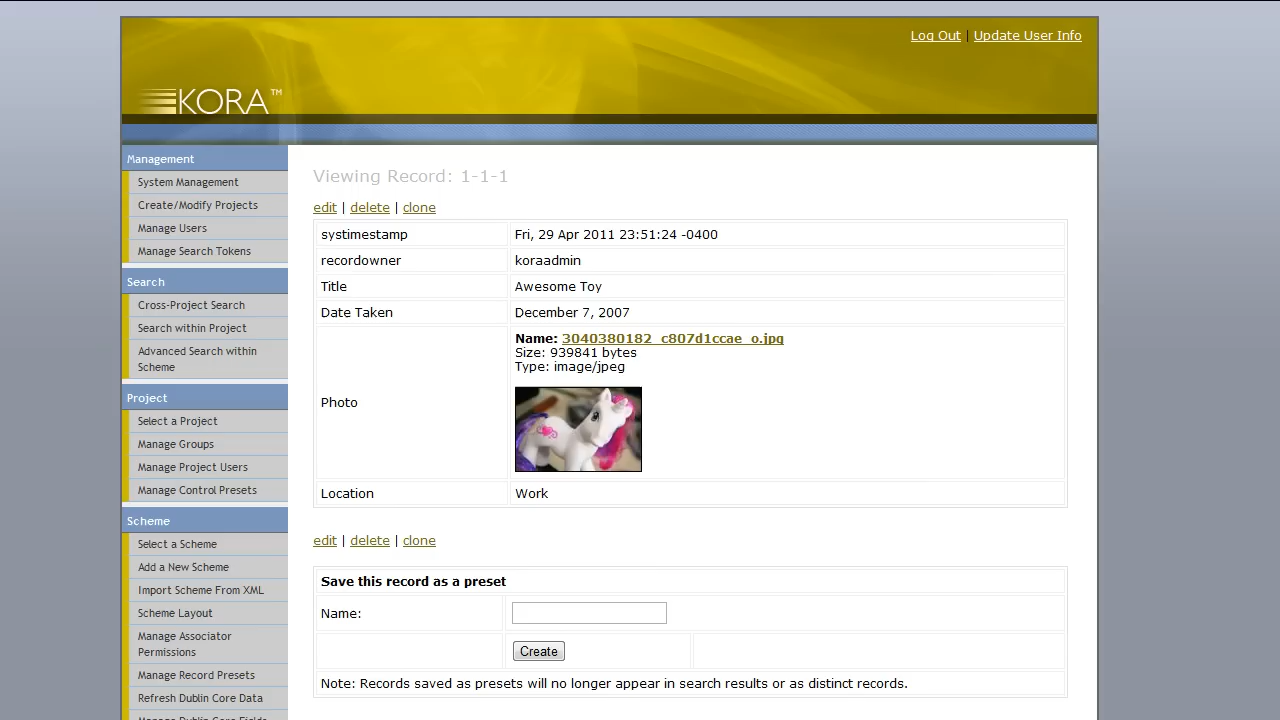 Log Out | Update User Info
KORA™
Management
System Management
Create/Modify Projects
Manage Users
Manage Search Tokens
Search
Cross-Project Search
Search within Project
Advanced Search within
Scheme
Project
Select a Project
Manage Groups
Manage Project Users
Manage Control Presets
Scheme
Select a Scheme
Add a New Scheme
Import Scheme From XML
Scheme Layout
Manage Associator
Permissions
Manage Record Presets
Refresh Dublin Core Data
Manage Dublin Core Fields
Viewing Record: 1-1-1
edit | delete | clone
systimestamp Fri, 29 Apr 2011 23:51:24 -0400
recordowner koraadmin
Title Awesome Toy
Date Taken December 7, 2007
Photo
Name: 3040380182_c807d1ccae_o.jpg
Size: 939841 bytes
Type: image/jpeg
Location Work
edit | delete | clone
Save this record as a preset
Name:
Create
Note: Records saved as presets will no longer appear in search results or as distinct records.